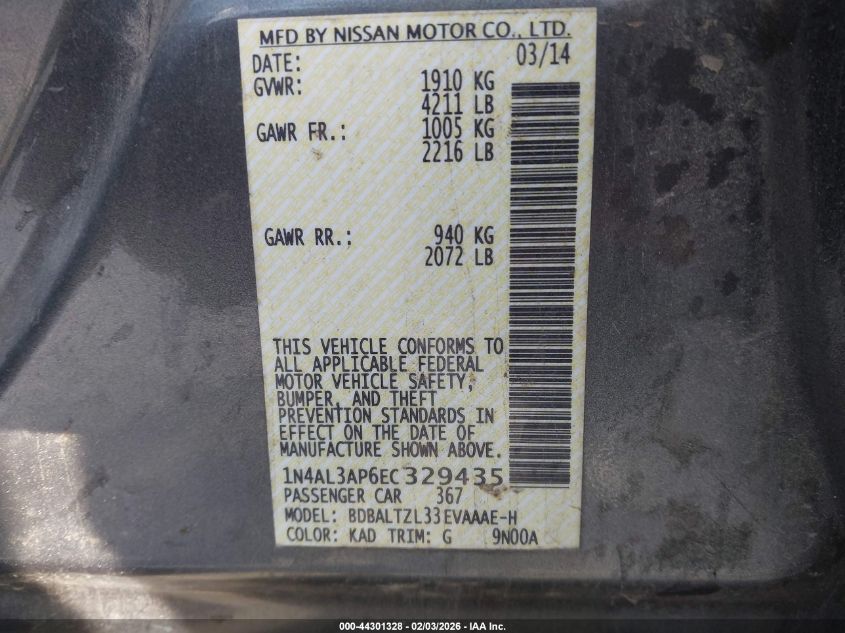 MFD BY NISSAN MOTOR CO., LTD.
DATE: 03/14
GVWR: 1910 KG
4211 LB
GAWR FR.: 1005 KG
2216 LB
GAWR RR.: 940 KG
2072 LB
THIS VEHICLE CONFORMS TO
ALL APPLICABLE FEDERAL
MOTOR VEHICLE SAFETY,
BUMPER, AND THEFT
PREVENTION STANDARDS IN
EFFECT ON THE DATE OF
MANUFACTURE SHOWN ABOVE.
1N4AL3AP6EC329435
PASSENGER CAR 367
MODEL: BDBALTZL33EVAAAE-H
COLOR: KAD TRIM: G 9N00A
000-44301328 - 02/03/2026 - IAA Inc.